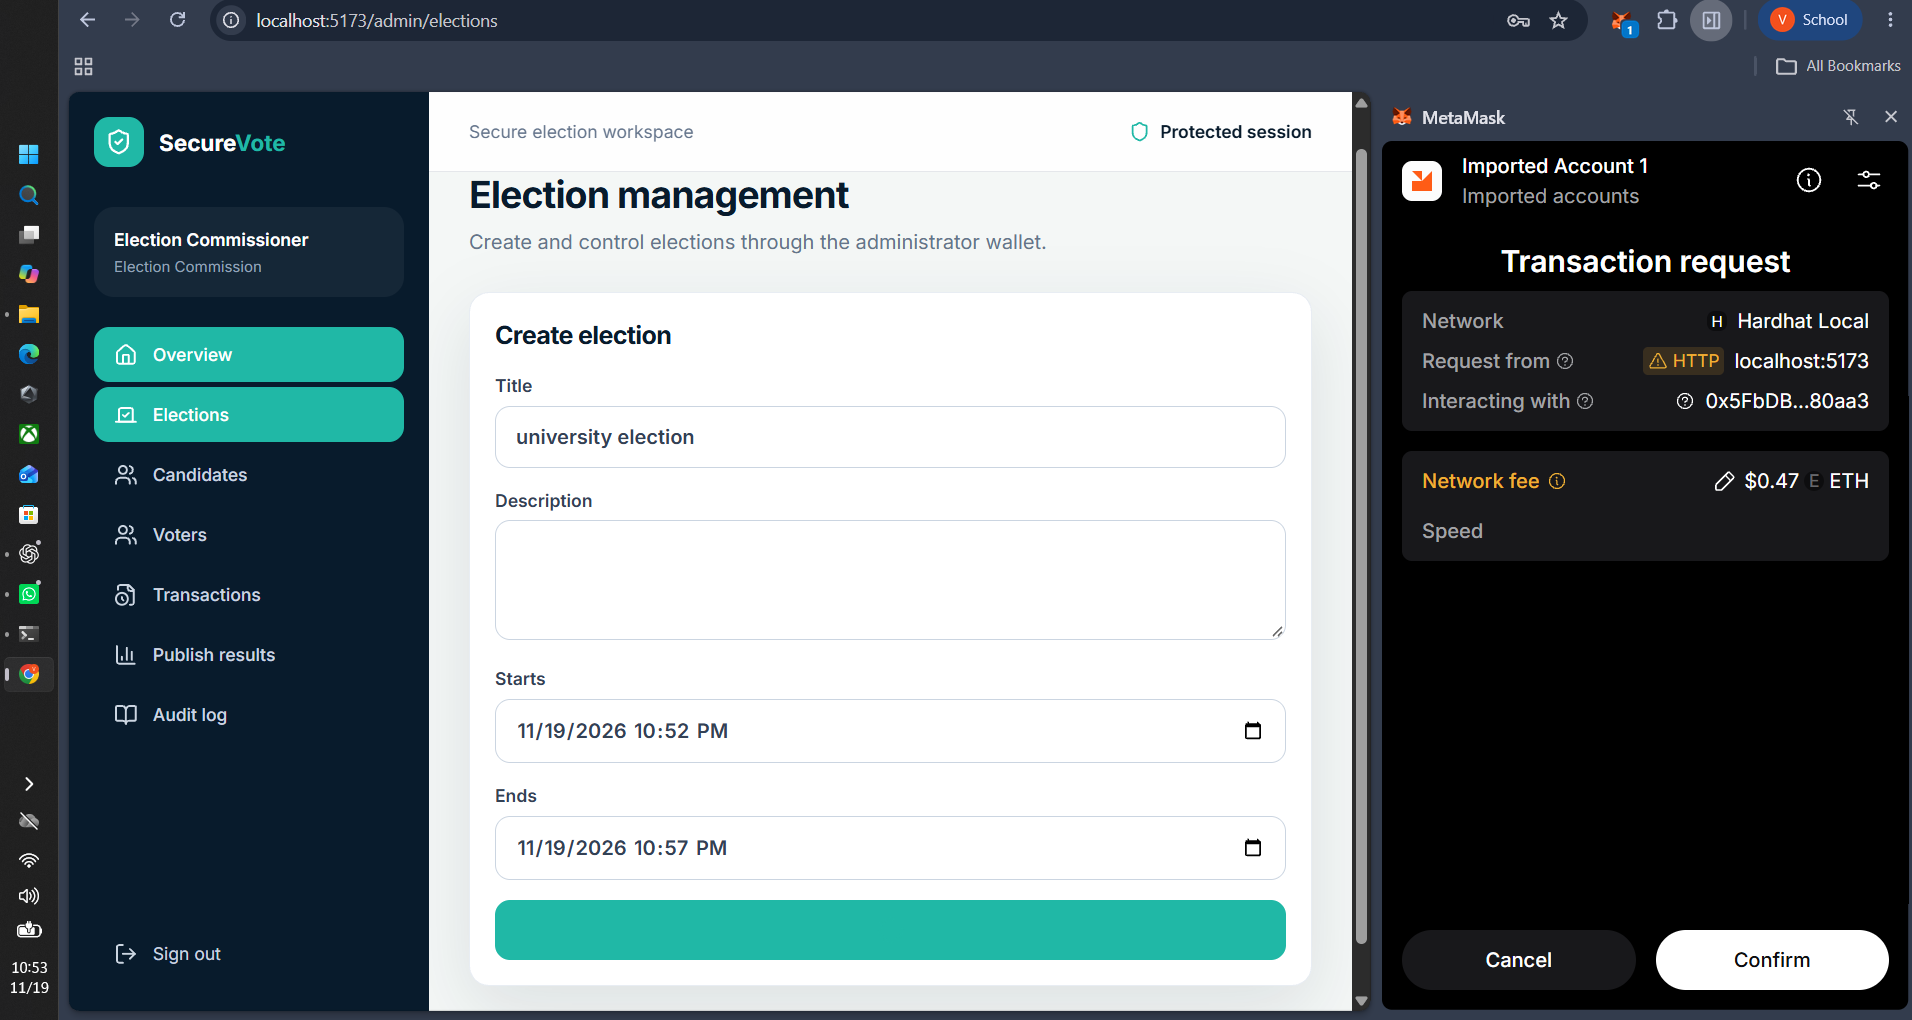 localhost:5173/admin/elections
1
V School
All Bookmarks
SecureVote
Election Commissioner
Election Commission
Overview
Elections
Candidates
Voters
Transactions
Publish results
Audit log
Sign out
10:53
11/19
Secure election workspace
Protected session
Election management
Create and control elections through the administrator wallet.
Create election
Title
university election
Description
Starts
11/19/2026 10:52 PM
Ends
11/19/2026 10:57 PM
MetaMask
Imported Account 1
Imported accounts
Transaction request
Network H Hardhat Local
Request from HTTP localhost:5173
Interacting with 0x5FbDB...80aa3
Network fee $0.47 E ETH
Speed
Cancel Confirm